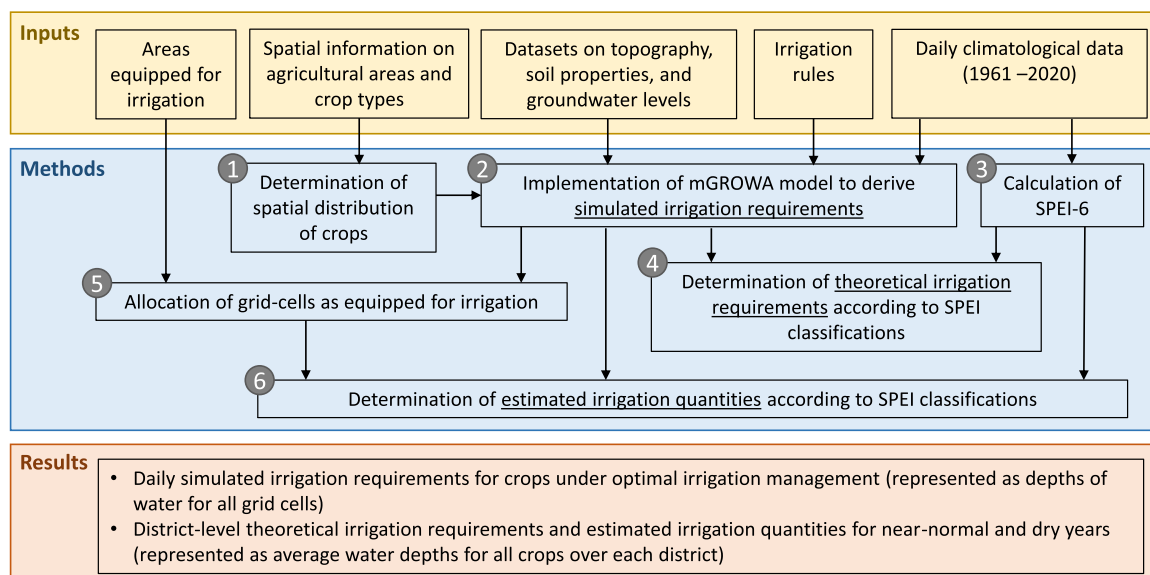 Inputs
Areas
equipped for
irrigation
Spatial information on
agricultural areas and
crop types
Datasets on topography,
soil properties, and
groundwater levels
Irrigation
rules
Daily climatological data
(1961 –2020)
Methods
1
Determination of
spatial distribution
of crops
2
Implementation of mGROWA model to derive
simulated irrigation requirements
3
Calculation of
SPEI-6
4
Determination of theoretical irrigation
requirements according to SPEI
classifications
5
Allocation of grid-cells as equipped for irrigation
6
Determination of estimated irrigation quantities according to SPEI classifications
Results
• Daily simulated irrigation requirements for crops under optimal irrigation management (represented as depths of
water for all grid cells)
• District-level theoretical irrigation requirements and estimated irrigation quantities for near-normal and dry years
(represented as average water depths for all crops over each district)